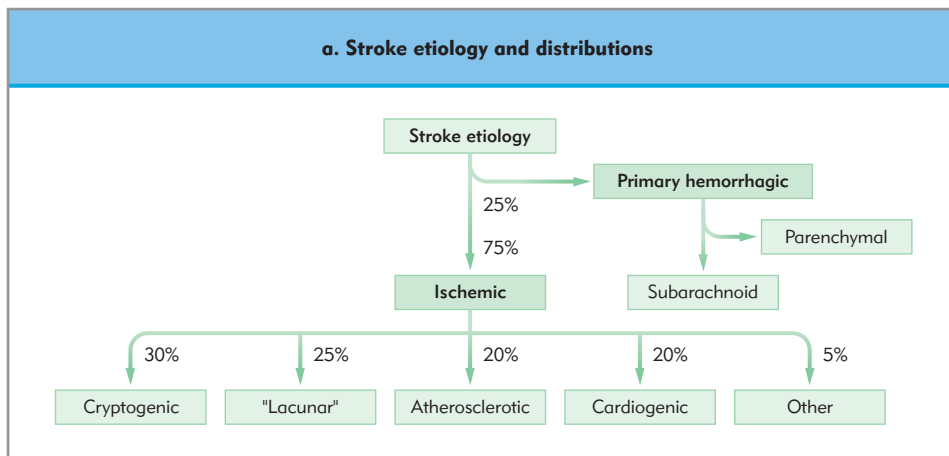 a. Stroke etiology and distributions
Stroke etiology
Primary hemorrhagic
25%
Parenchymal
75%
Ischemic
Subarachnoid
30%
25%
20%
20%
5%
Cryptogenic
"Lacunar"
Atherosclerotic
Cardiogenic
Other